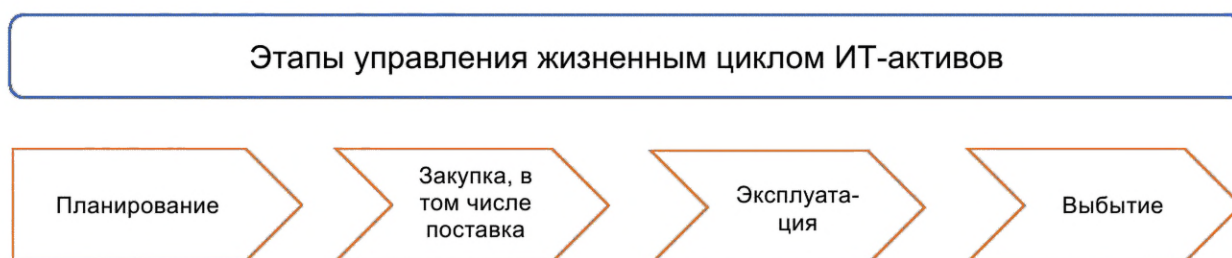 Этапы управления жизненным циклом ИТ-активов
Планирование
Закупка, в
том числе
поставка
Эксплуата-
ция
Выбытие